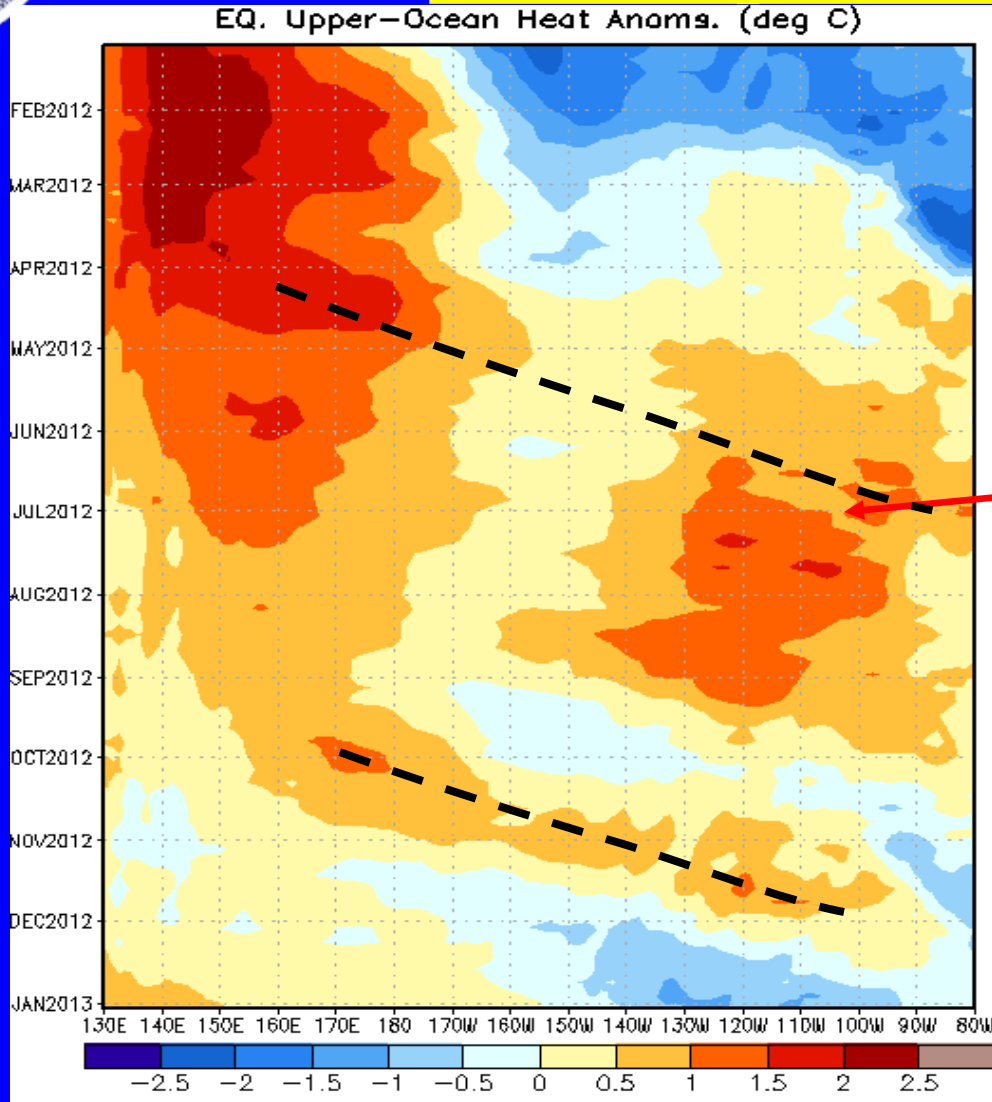 EQ. Upper-Ocean Heat Anoms. (deg C)
FEB2012
MAR2012
APR2012
MAY2012
JUN2012
JUL2012
AUG2012
SEP2012
OCT2012
NOV2012
DEC2012
JAN2013
130E 140E 150E 160E 170E 180 170W 160W 150W 140W 130W 120W 110W 100W 90W 80W
-2.5 -2 -1.5 -1 -0.5 0 0.5 1 1.5 2 2.5